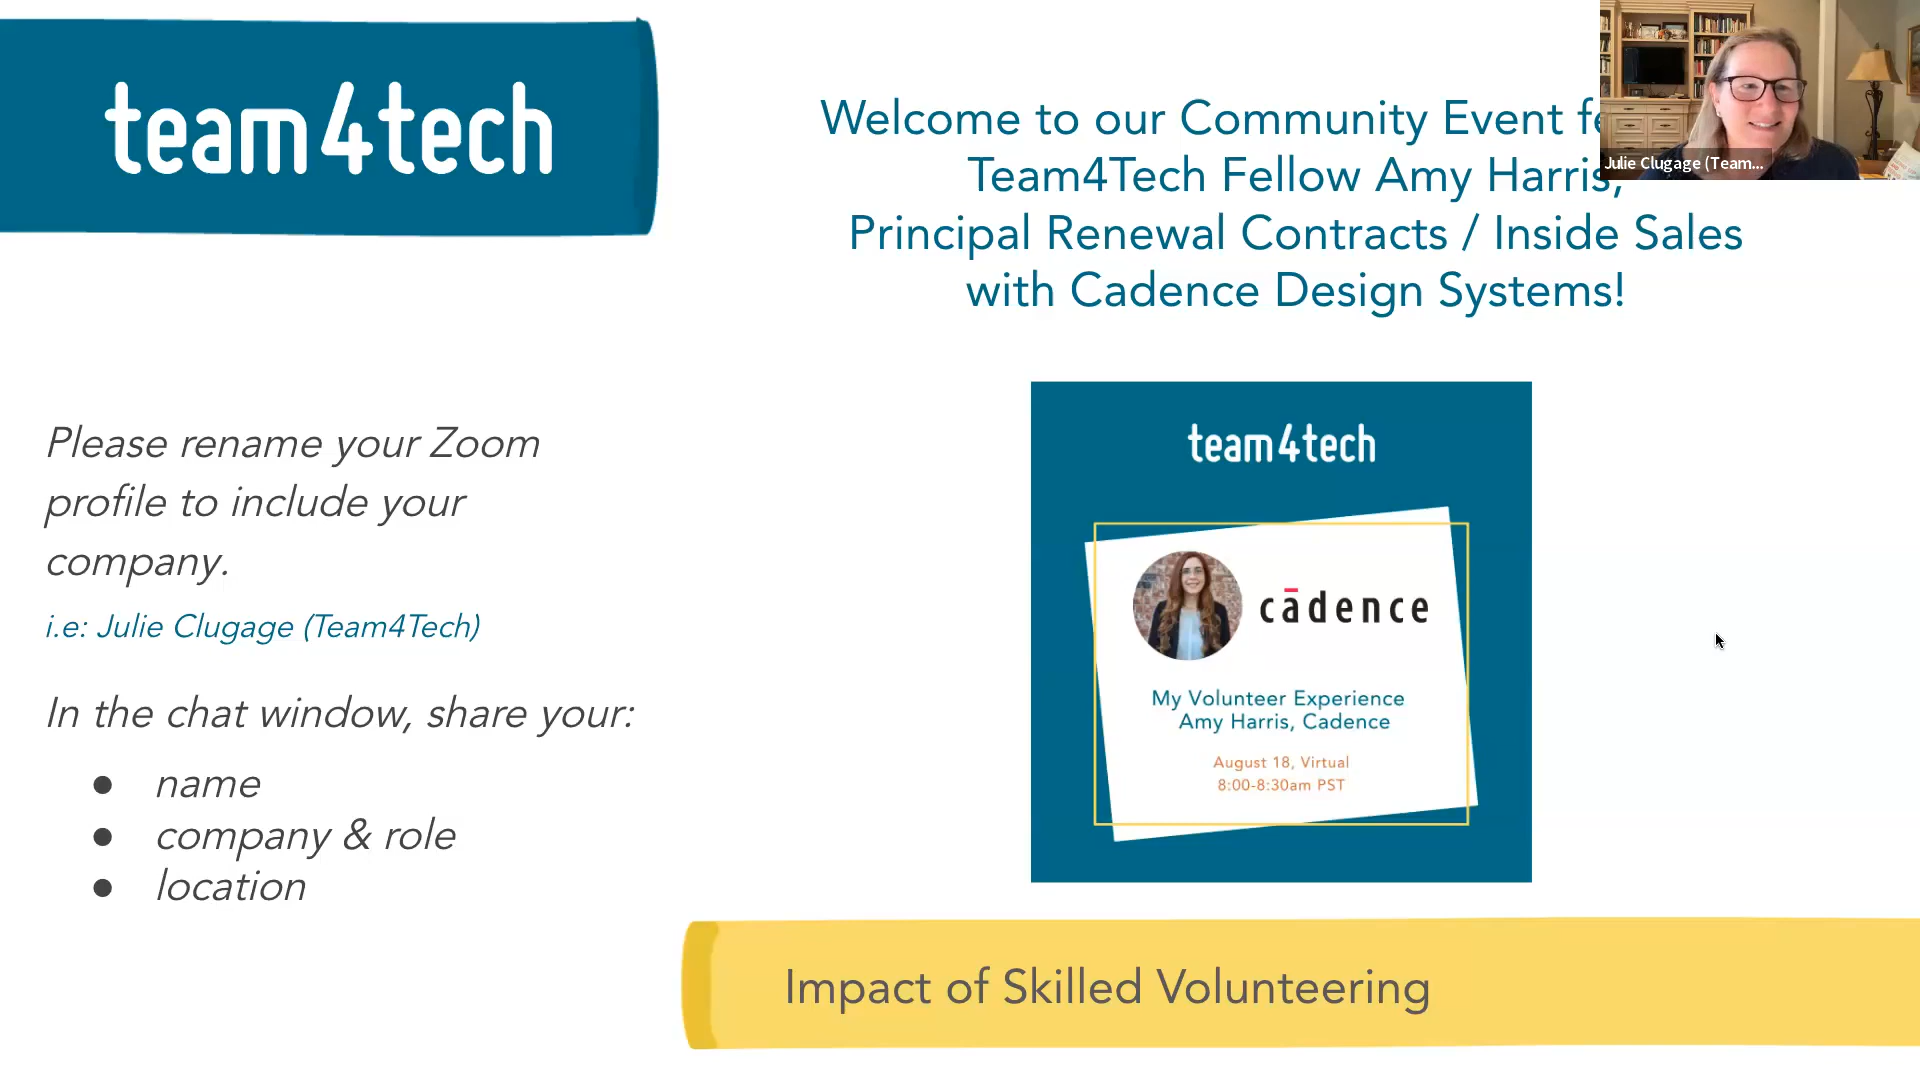 team4tech
Welcome to our Community Event
Team4Tech Fellow Amy Harris,
Principal Renewal Contracts / Inside Sales
with Cadence Design Systems!
Julie Clugage (Team...
Please rename your Zoom
profile to include your
company.
i.e: Julie Clugage (Team4Tech)
In the chat window, share your:
● name
● company & role
● location
team4tech
cādence
My Volunteer Experience
Amy Harris, Cadence
August 18, Virtual
8:00-8:30am PST
Impact of Skilled Volunteering